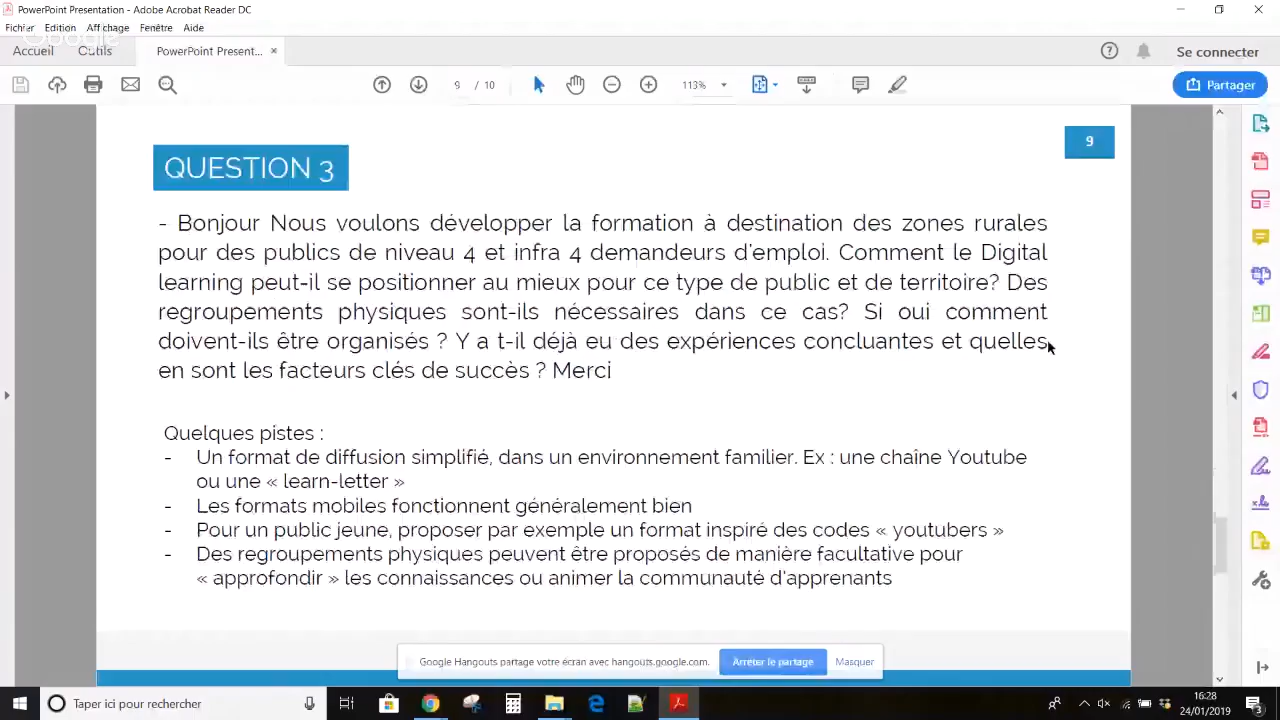 PowerPoint Presentation - Adobe Acrobat Reader DC
Fichier Edition Affichage Fenêtre Aide
Google
Accueil Outils PowerPoint Present... × Se connecter
9 / 10 113% Partager
9
QUESTION 3
- Bonjour Nous voulons développer la formation à destination des zones rurales
pour des publics de niveau 4 et infra 4 demandeurs d'emploi. Comment le Digital
learning peut-il se positionner au mieux pour ce type de public et de territoire? Des
regroupements physiques sont-ils nécessaires dans ce cas? Si oui comment
doivent-ils être organisés ? Y a t-il déjà eu des expériences concluantes et quelles
en sont les facteurs clés de succès ? Merci
Quelques pistes :
- Un format de diffusion simplifié, dans un environnement familier. Ex : une chaîne Youtube
ou une « learn-letter »
- Les formats mobiles fonctionnent généralement bien
- Pour un public jeune, proposer par exemple un format inspiré des codes « youtubers »
- Des regroupements physiques peuvent être proposés de manière facultative pour
« approfondir » les connaissances ou animer la communauté d'apprenants
Google Hangouts partage votre écran avec hangouts.google.com. Arrêter le partage Masquer
Taper ici pour rechercher
16:28
24/01/2019
3